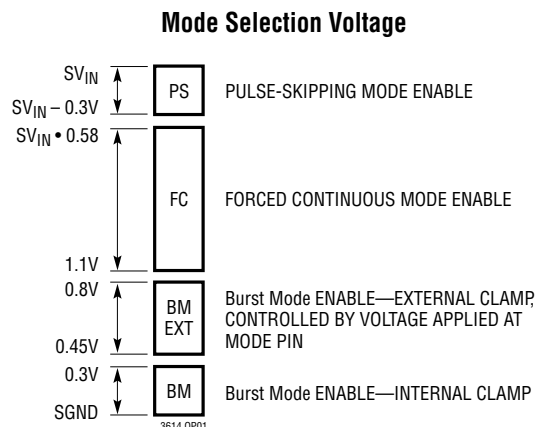 Mode Selection Voltage
SVIN
PS
PULSE-SKIPPING MODE ENABLE
SVIN – 0.3V
SVIN • 0.58
FC
FORCED CONTINUOUS MODE ENABLE
1.1V
0.8V
BM
EXT
Burst Mode ENABLE—EXTERNAL CLAMP,
CONTROLLED BY VOLTAGE APPLIED AT
MODE PIN
0.45V
0.3V
BM
Burst Mode ENABLE—INTERNAL CLAMP
SGND
3614 OP01